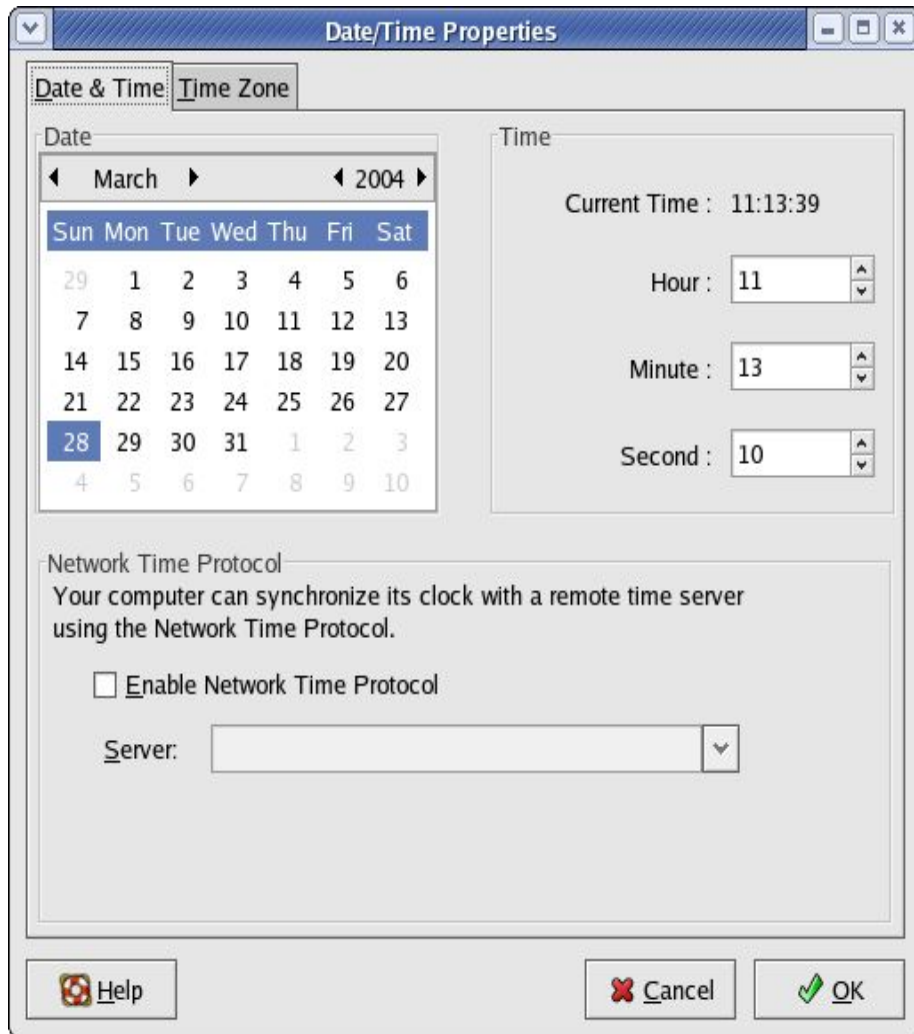 Date/Time Properties
Date & Time Time Zone
Date
March 2004
Sun Mon Tue Wed Thu Fri Sat
29 1 2 3 4 5 6
7 8 9 10 11 12 13
14 15 16 17 18 19 20
21 22 23 24 25 26 27
28 29 30 31 1 2 3
4 5 6 7 8 9 10
Time
Current Time : 11:13:39
Hour : 11
Minute : 13
Second : 10
Network Time Protocol
Your computer can synchronize its clock with a remote time server
using the Network Time Protocol.
Enable Network Time Protocol
Server:
Help Cancel OK